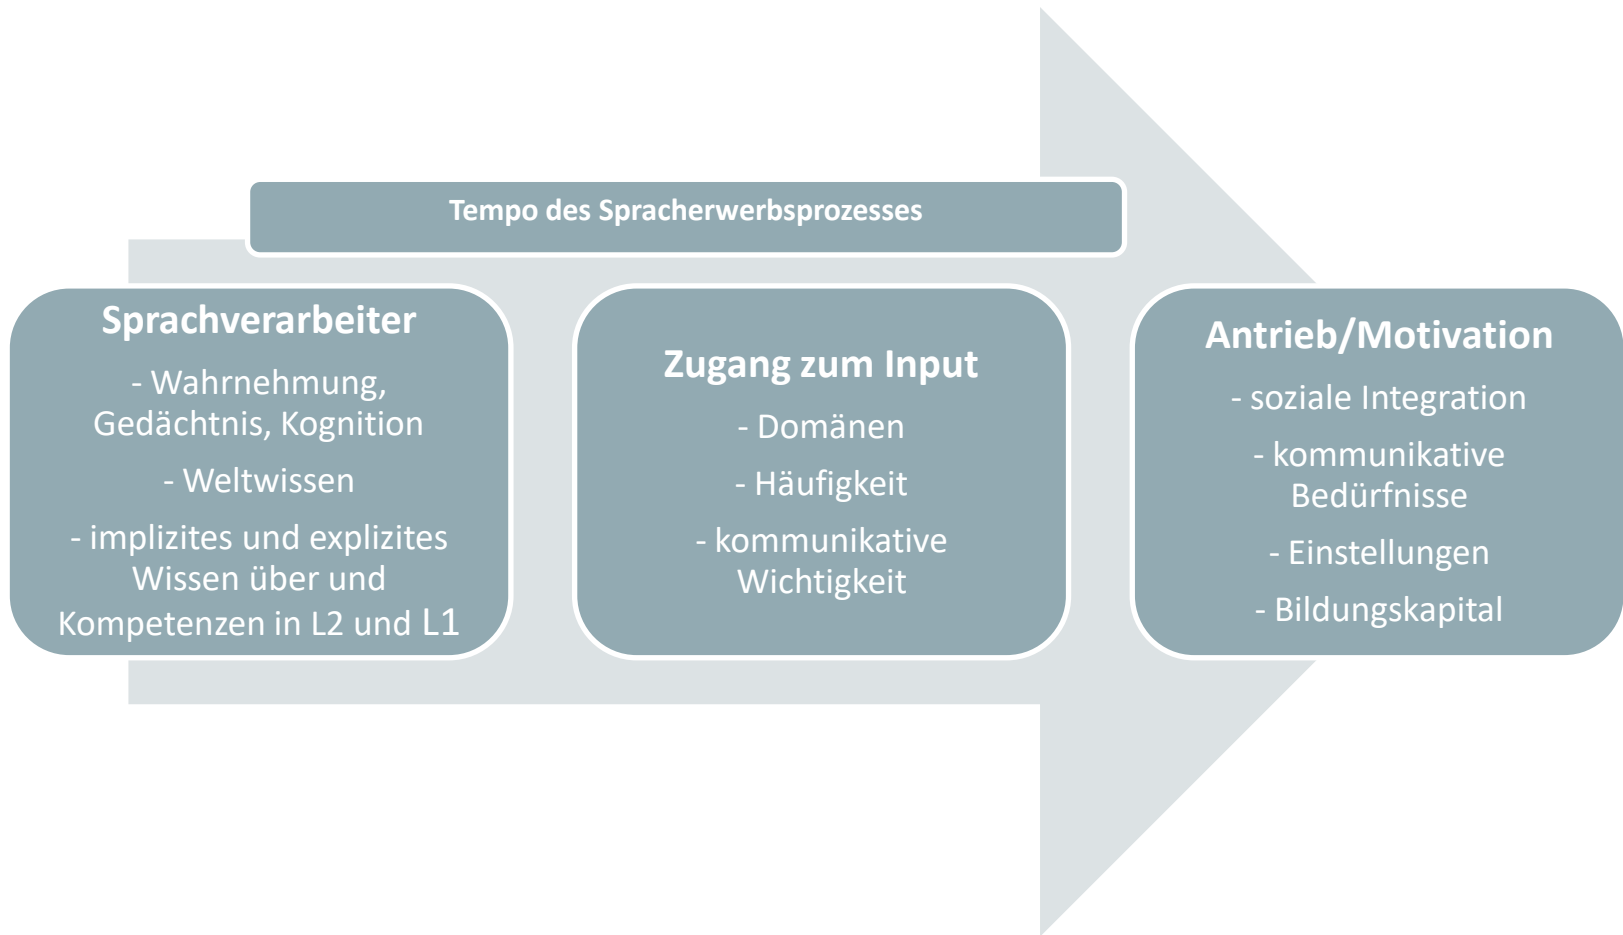 Tempo des Spracherwerbsprozesses
Sprachverarbeiter
- Wahrnehmung,
Gedächtnis, Kognition
- Weltwissen
- implizites und explizites
Wissen über und
Kompetenzen in L2 und L1
Zugang zum Input
- Domänen
- Häufigkeit
- kommunikative
Wichtigkeit
Antrieb/Motivation
- soziale Integration
- kommunikative
Bedürfnisse
- Einstellungen
- Bildungskapital